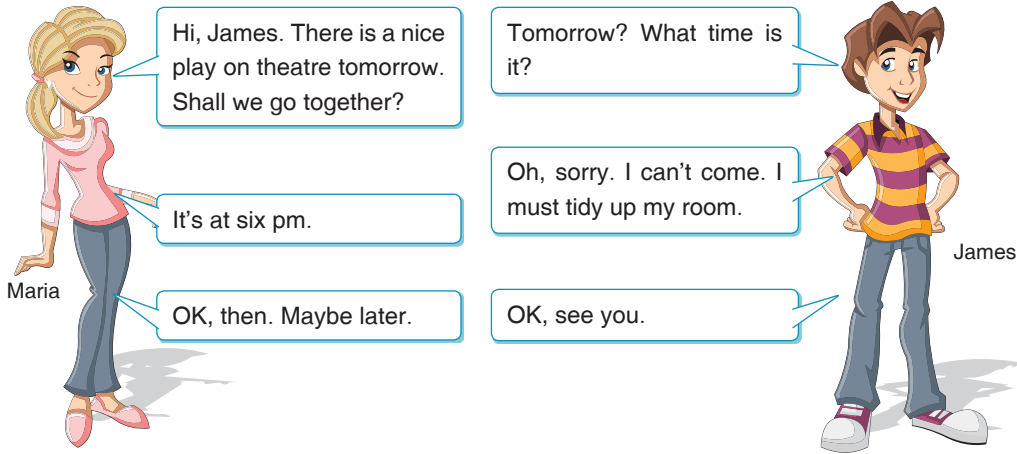 Hi, James. There is a nice
play on theatre tomorrow.
Shall we go together?
Tomorrow? What time is
it?
It's at six pm.
Oh, sorry. I can't come. I
must tidy up my room.
OK, then. Maybe later.
OK, see you.
Maria
James